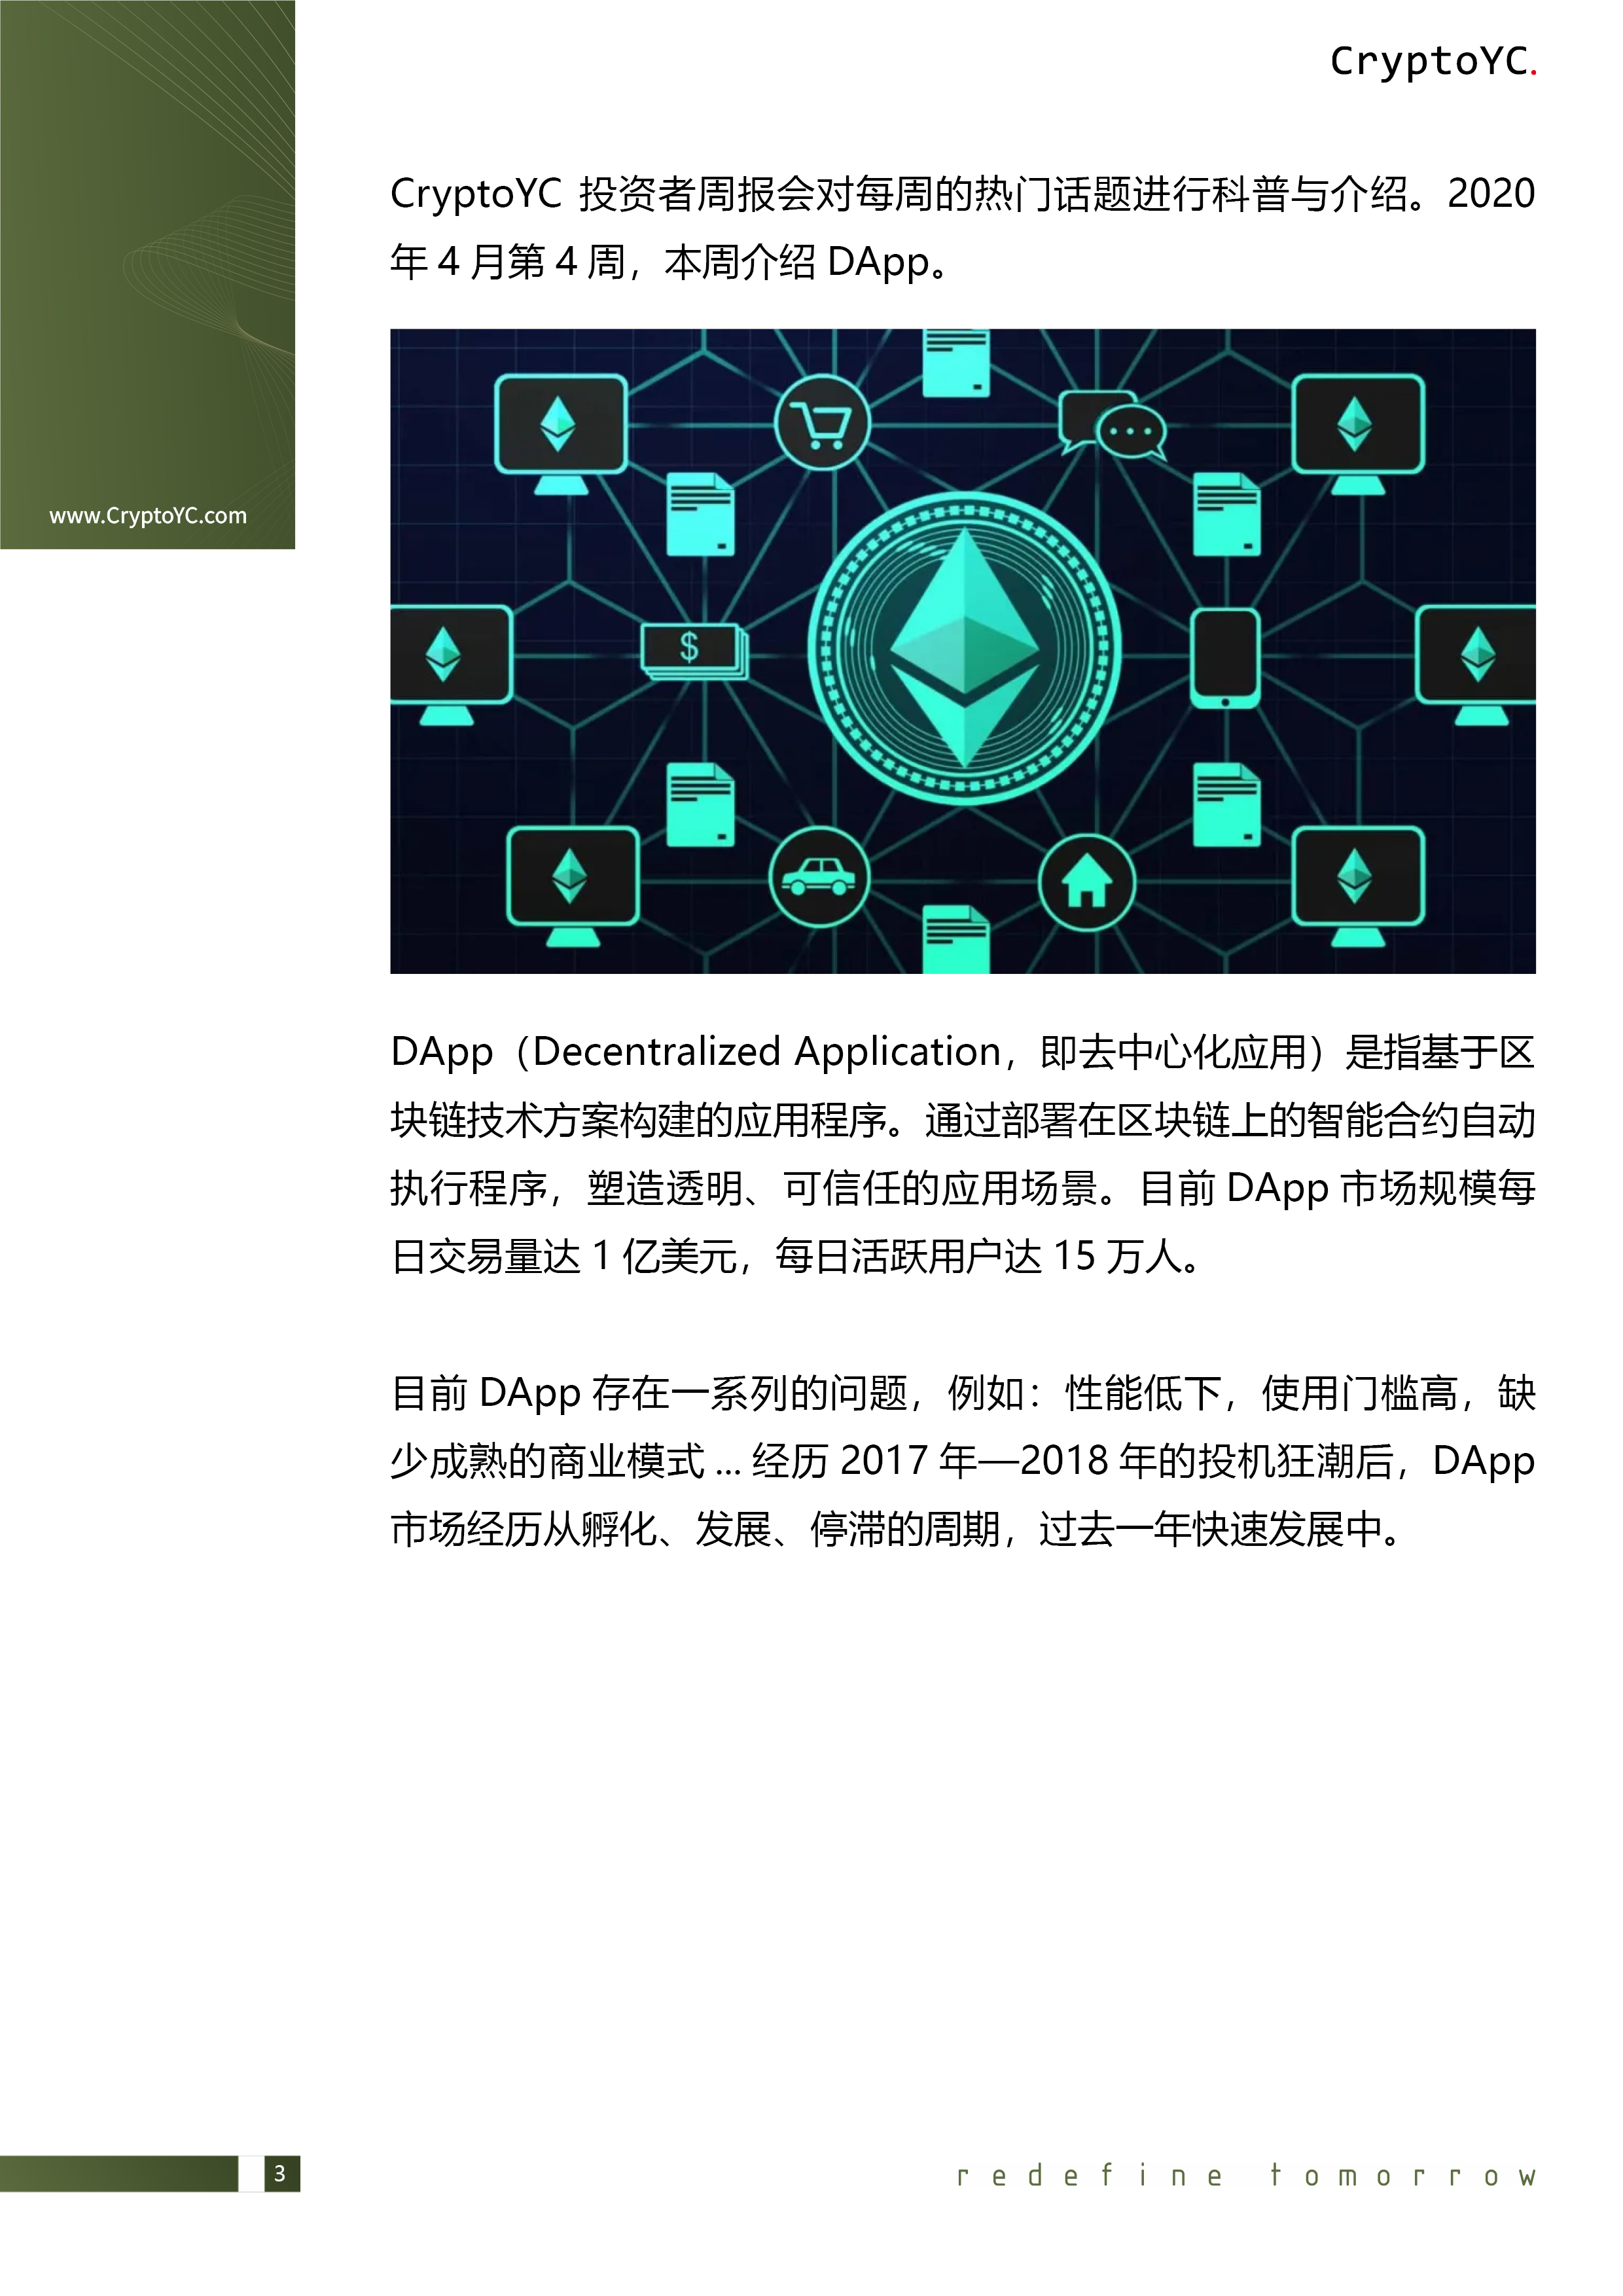 CryptoYC.
www.CryptoYC.com
CryptoYC 投资者周报会对每周的热门话题进行科普与介绍。2020
年 4 月第 4 周，本周介绍 DApp。
$
DApp（Decentralized Application，即去中心化应用）是指基于区
块链技术方案构建的应用程序。通过部署在区块链上的智能合约自动
执行程序，塑造透明、可信任的应用场景。目前 DApp 市场规模每
日交易量达 1 亿美元，每日活跃用户达 15 万人。
目前 DApp 存在一系列的问题，例如：性能低下，使用门槛高，缺
少成熟的商业模式 ... 经历 2017 年—2018 年的投机狂潮后，DApp
市场经历从孵化、发展、停滞的周期，过去一年快速发展中。
3
redefine tomorrow